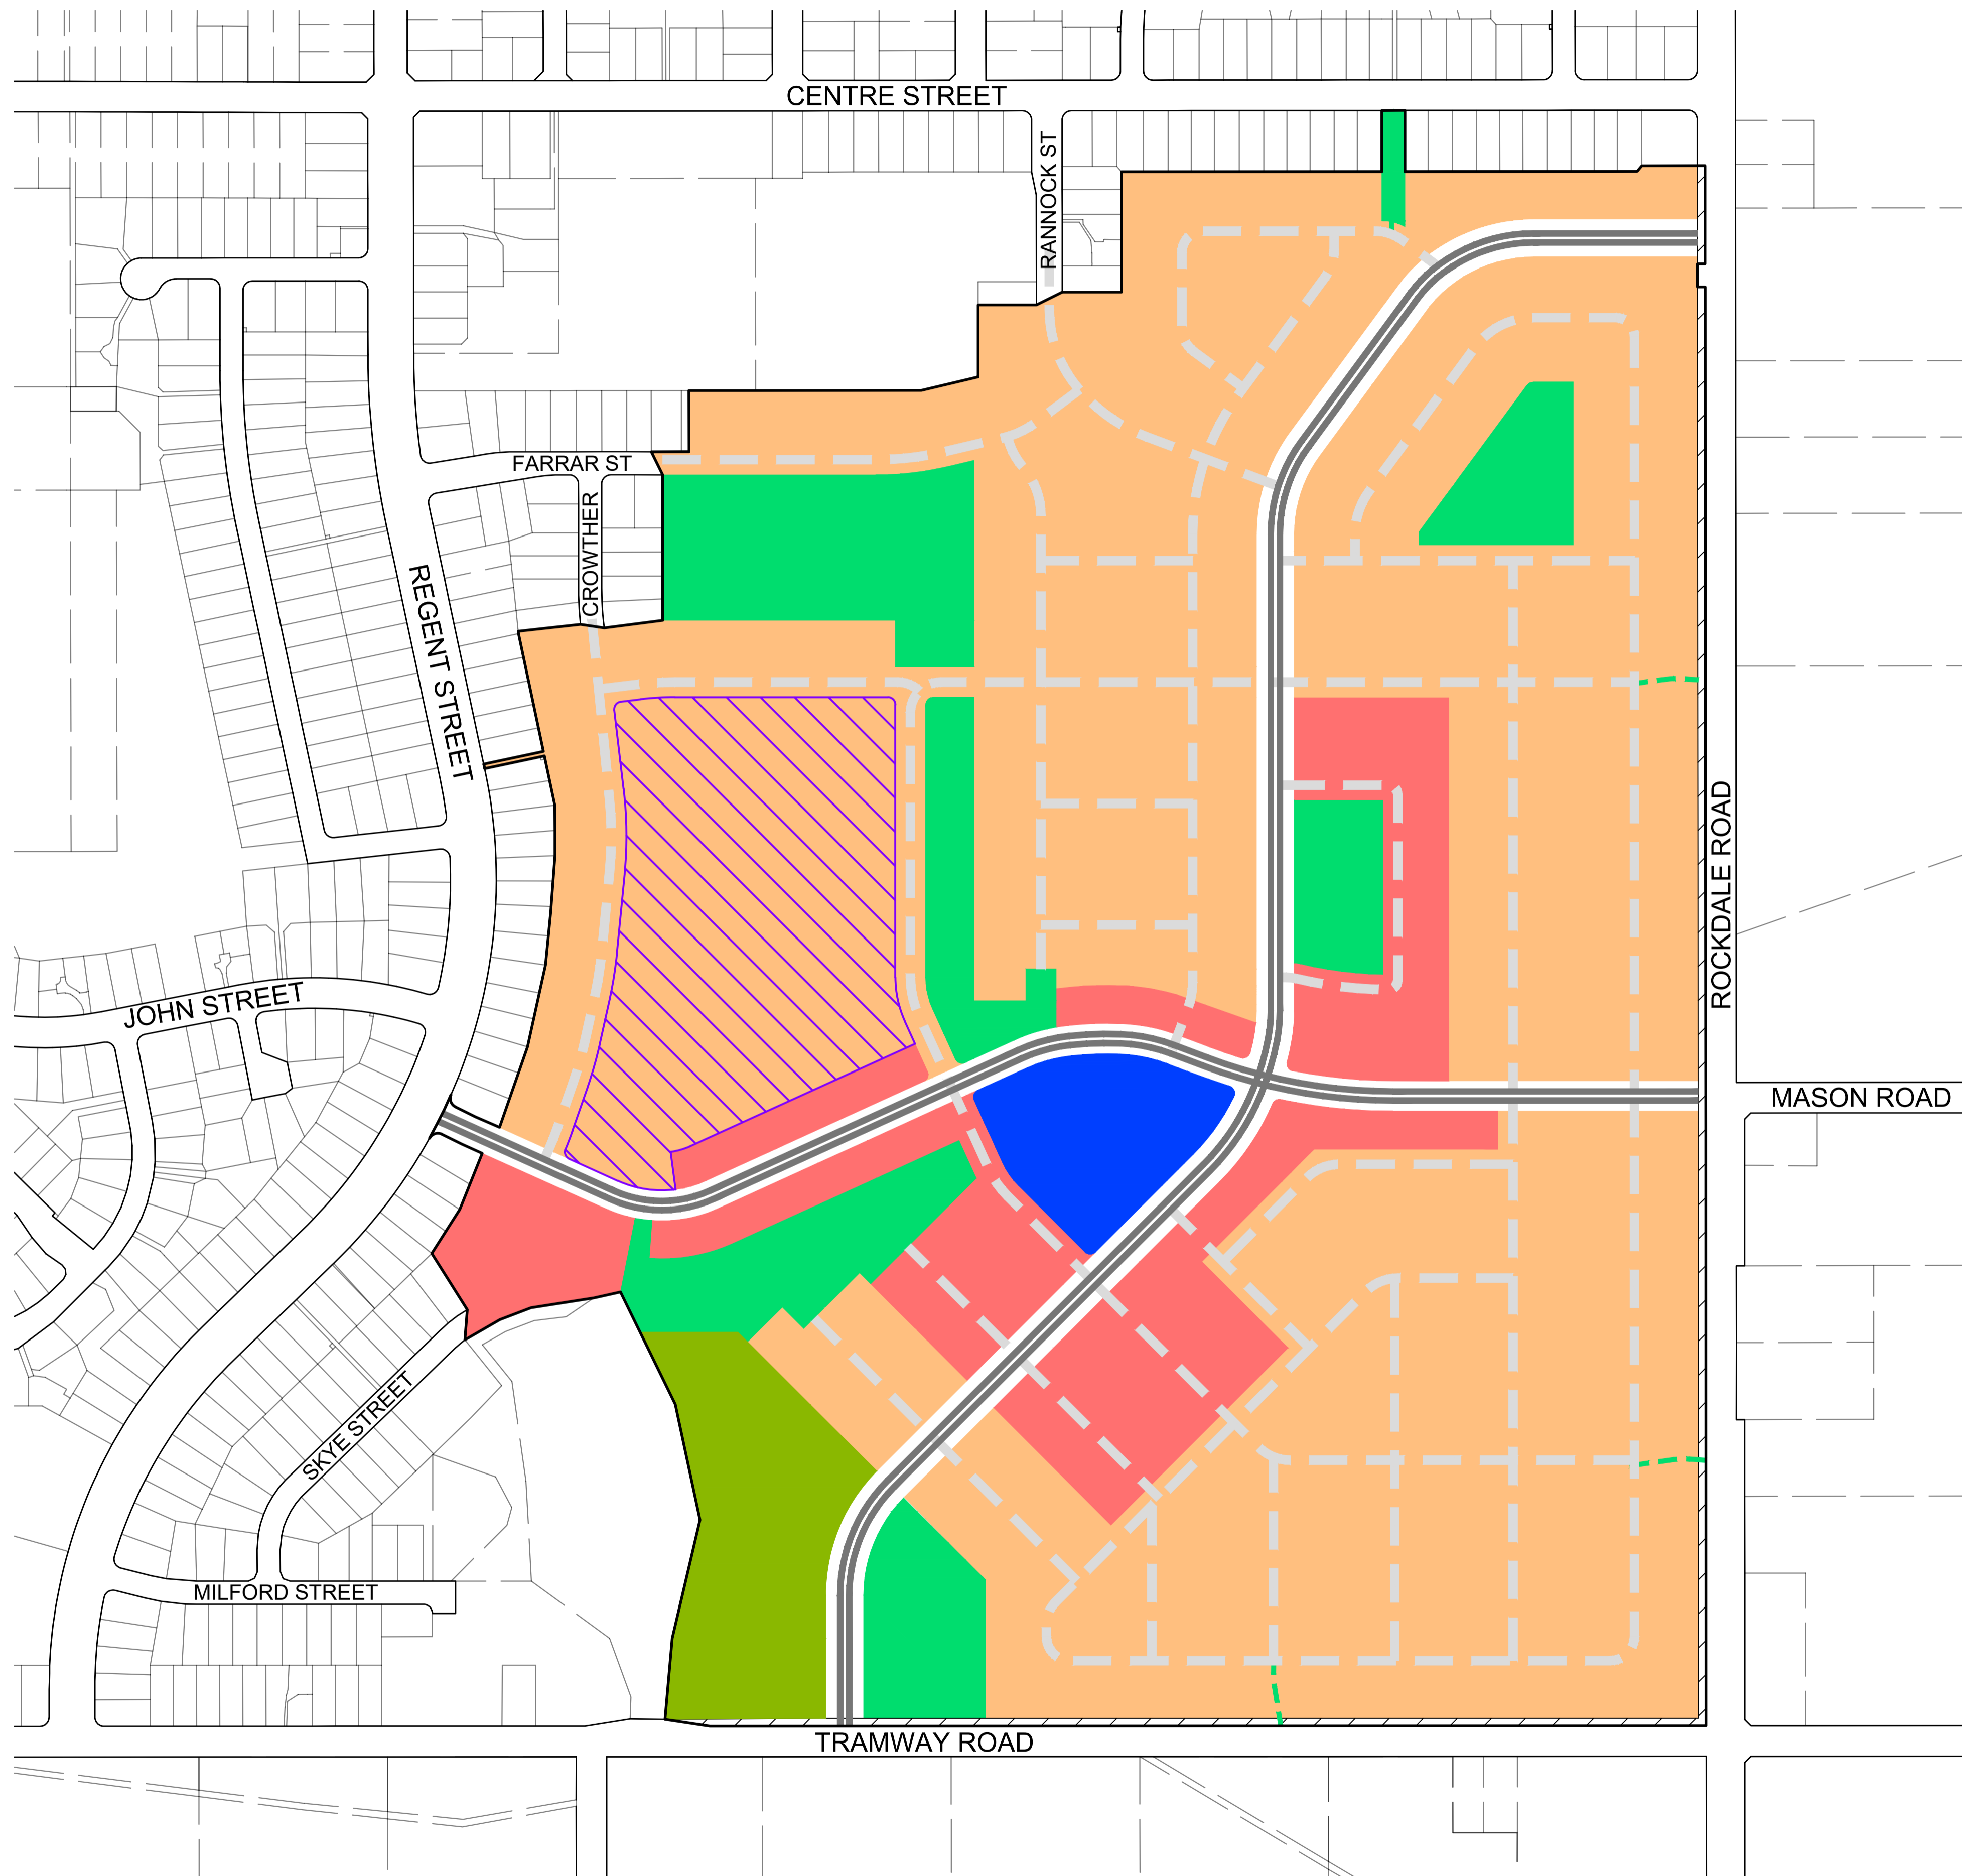 CENTRE STREET
RANNOCK ST
FARRAR ST
CROWTHER
REGENT STREET
ROCKDALE ROAD
JOHN STREET
MASON ROAD
SKYE STREET
MILFORD STREET
TRAMWAY ROAD